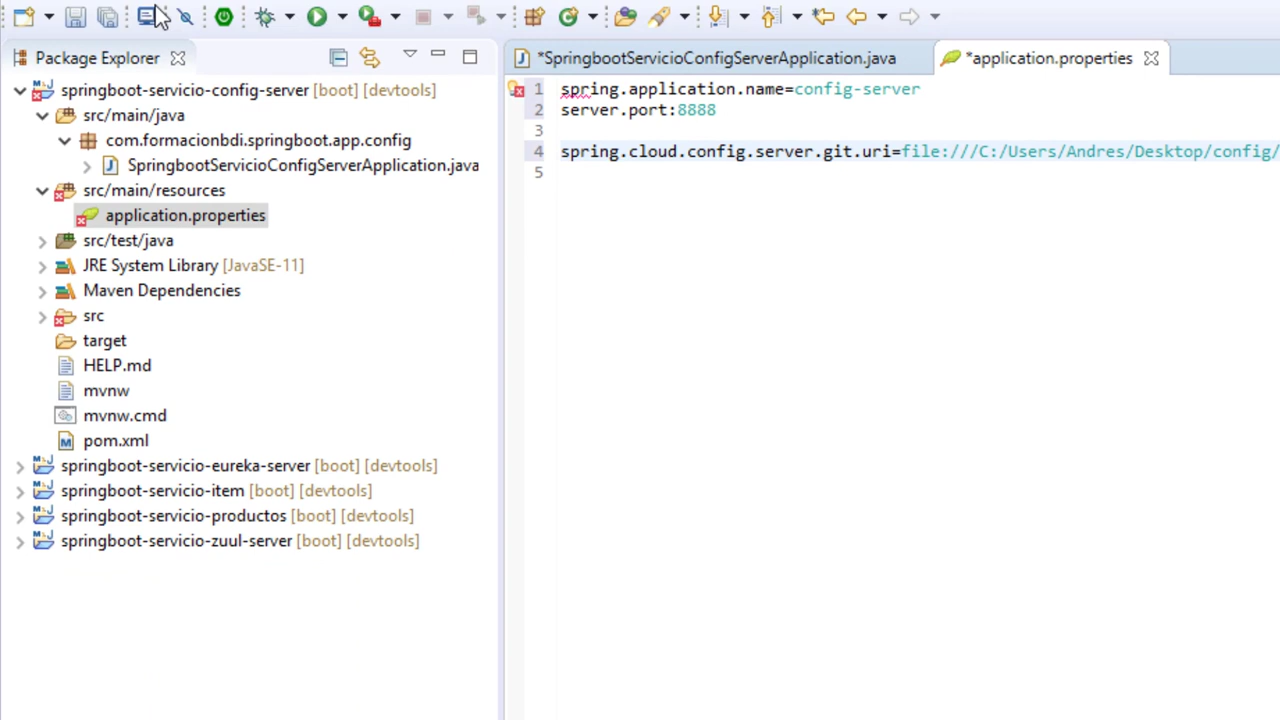 Package Explorer
springboot-servicio-config-server [boot] [devtools]
src/main/java
com.formacionbdi.springboot.app.config
SpringbootServicioConfigServerApplication.java
src/main/resources
application.properties
src/test/java
JRE System Library [JavaSE-11]
Maven Dependencies
src
target
HELP.md
mvnw
mvnw.cmd
pom.xml
springboot-servicio-eureka-server [boot] [devtools]
springboot-servicio-item [boot] [devtools]
springboot-servicio-productos [boot] [devtools]
springboot-servicio-zuul-server [boot] [devtools]
*SpringbootServicioConfigServerApplication.java
*application.properties
1 spring.application.name=config-server
2 server.port:8888
3
4 spring.cloud.config.server.git.uri=file:///C:/Users/Andres/Desktop/config/
5